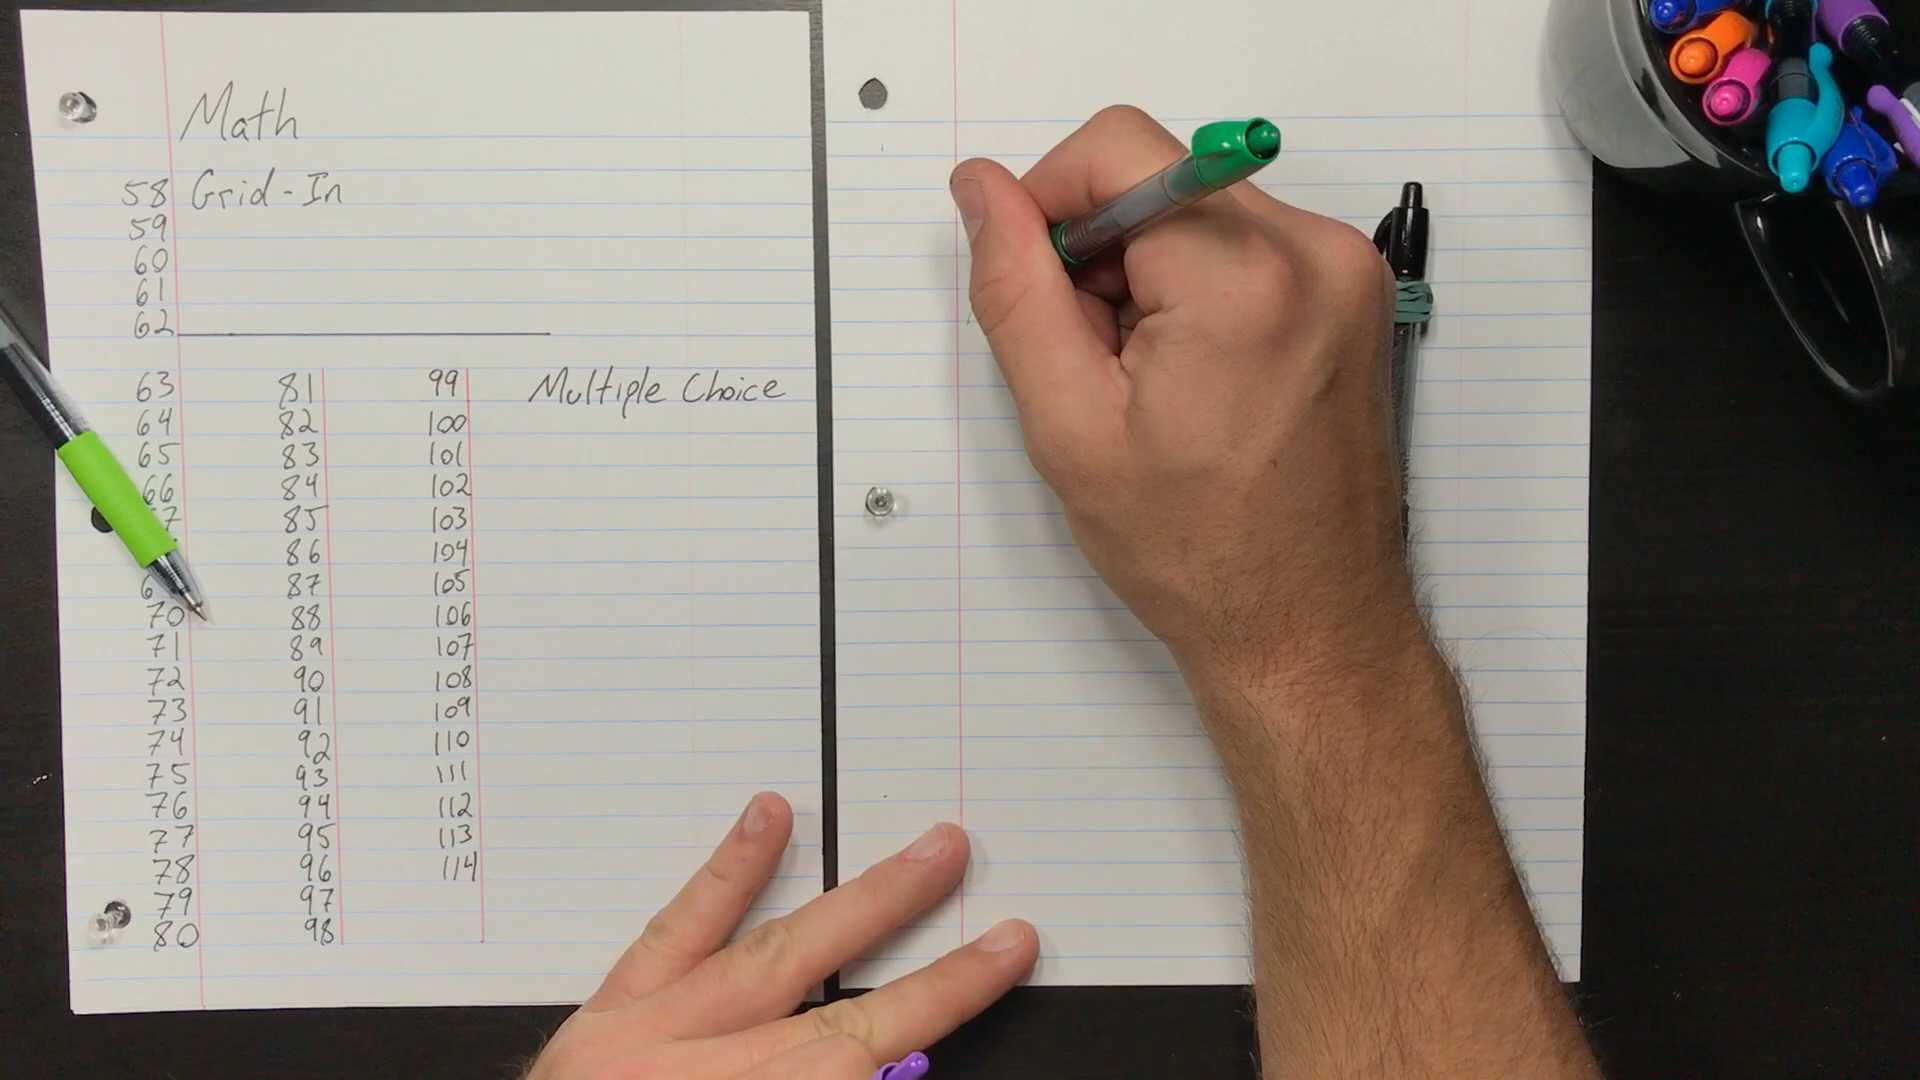 Math
58 Grid-In
59
60
61
62
63 81 99 Multiple Choice
64 82 100
65 83 101
66 84 102
7 85 103
86 104
6 87 105
70 88 106
71 89 107
72 90 108
73 91 109
74 92 110
75 93 111
76 94 112
77 95 113
78 96 114
79 97
80 98